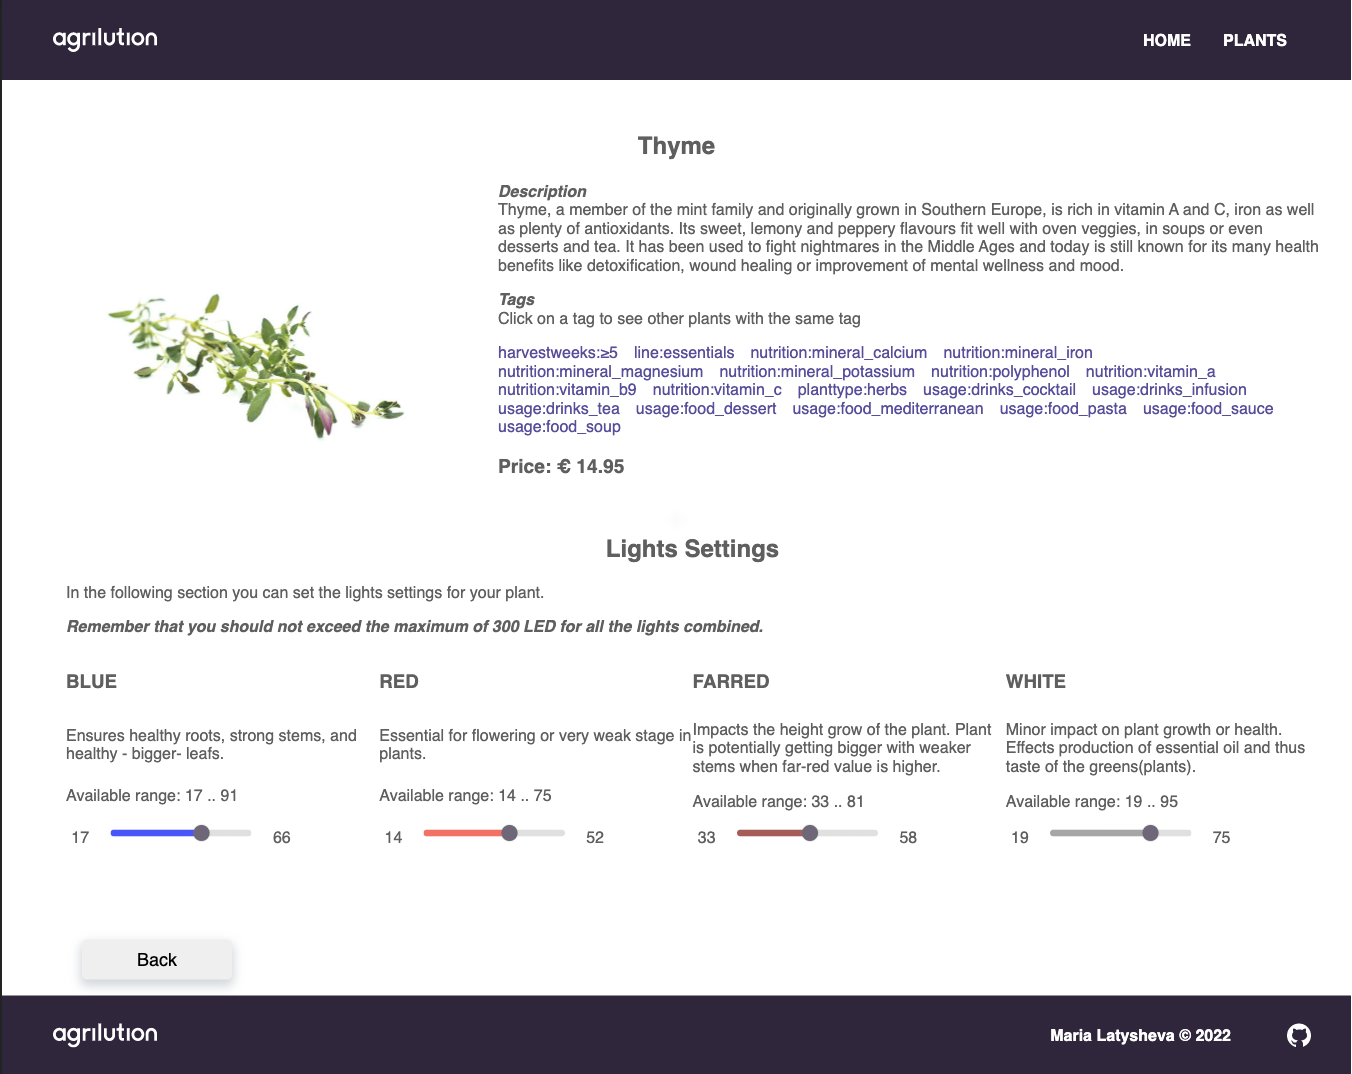 agrilution
HOME PLANTS
Thyme
Description
Thyme, a member of the mint family and originally grown in Southern Europe, is rich in vitamin A and C, iron as well
as plenty of antioxidants. Its sweet, lemony and peppery flavours fit well with oven veggies, in soups or even
desserts and tea. It has been used to fight nightmares in the Middle Ages and today is still known for its many health
benefits like detoxification, wound healing or improvement of mental wellness and mood.
Tags
Click on a tag to see other plants with the same tag
harvestweeks:≥5 line:essentials nutrition:mineral_calcium nutrition:mineral_iron
nutrition:mineral_magnesium nutrition:mineral_potassium nutrition:polyphenol nutrition:vitamin_a
nutrition:vitamin_b9 nutrition:vitamin_c planttype:herbs usage:drinks_cocktail usage:drinks_infusion
usage:drinks_tea usage:food_dessert usage:food_mediterranean usage:food_pasta usage:food_sauce
usage:food_soup
Price: € 14.95
Lights Settings
In the following section you can set the lights settings for your plant.
Remember that you should not exceed the maximum of 300 LED for all the lights combined.
BLUE
Ensures healthy roots, strong stems, and
healthy - bigger- leafs.
Available range: 17 .. 91
17 66
RED
Essential for flowering or very weak stage in
plants.
Available range: 14 .. 75
14 52
FARRED
Impacts the height grow of the plant. Plant
is potentially getting bigger with weaker
stems when far-red value is higher.
Available range: 33 .. 81
33 58
WHITE
Minor impact on plant growth or health.
Effects production of essential oil and thus
taste of the greens(plants).
Available range: 19 .. 95
19 75
Back
agrilution
Maria Latysheva © 2022